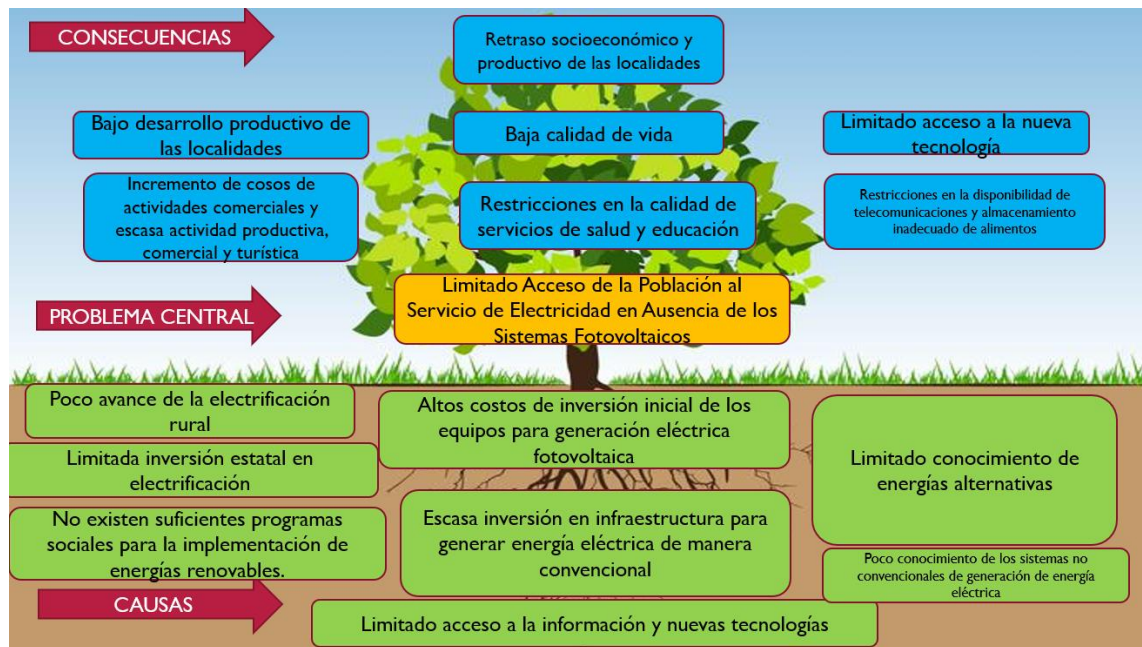 CONSECUENCIAS
Retraso socioeconómico y
productivo de las localidades
Bajo desarrollo productivo de
las localidades
Baja calidad de vida
Limitado acceso a la nueva
tecnología
Incremento de cosos de
actividades comerciales y
escasa actividad productiva,
comercial y turística
Restricciones en la calidad de
servicios de salud y educación
Restricciones en la disponibilidad de
telecomunicaciones y almacenamiento
inadecuado de alimentos
PROBLEMA CENTRAL
Limitado Acceso de la Población al
Servicio de Electricidad en Ausencia de los
Sistemas Fotovoltaicos
Poco avance de la electrificación
rural
Altos costos de inversión inicial de los
equipos para generación eléctrica
fotovoltaica
Limitado conocimiento de
energías alternativas
Limitada inversión estatal en
electrificación
No existen suficientes programas
sociales para la implementación de
energías renovables.
Escasa inversión en infraestructura para
generar energía eléctrica de manera
convencional
Poco conocimiento de los sistemas no
convencionales de generación de energía
eléctrica
CAUSAS
Limitado acceso a la información y nuevas tecnologías